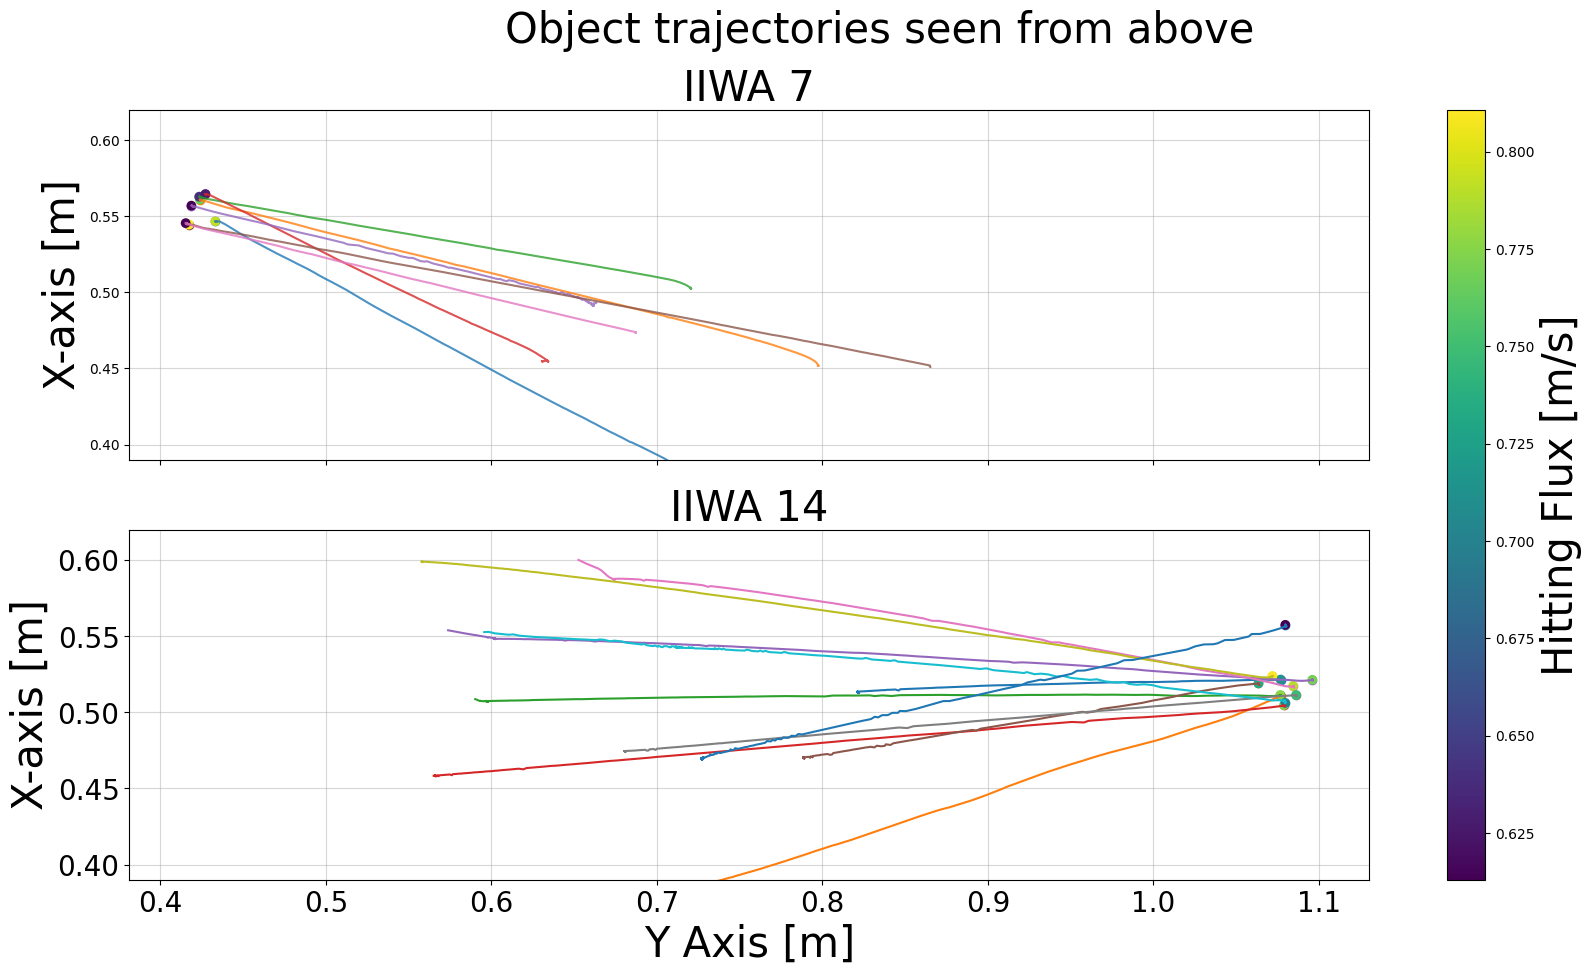 Object trajectories seen from above
IIWA 7
X-axis [m]
0.60
0.55
0.50
0.45
0.40
IIWA 14
X-axis [m]
0.60
0.55
0.50
0.45
0.40
0.4 0.5 0.6 0.7 0.8 0.9 1.0 1.1
Y Axis [m]
0.800
0.775
0.750
0.725
0.700
0.675
0.650
0.625
Hitting Flux [m/s]